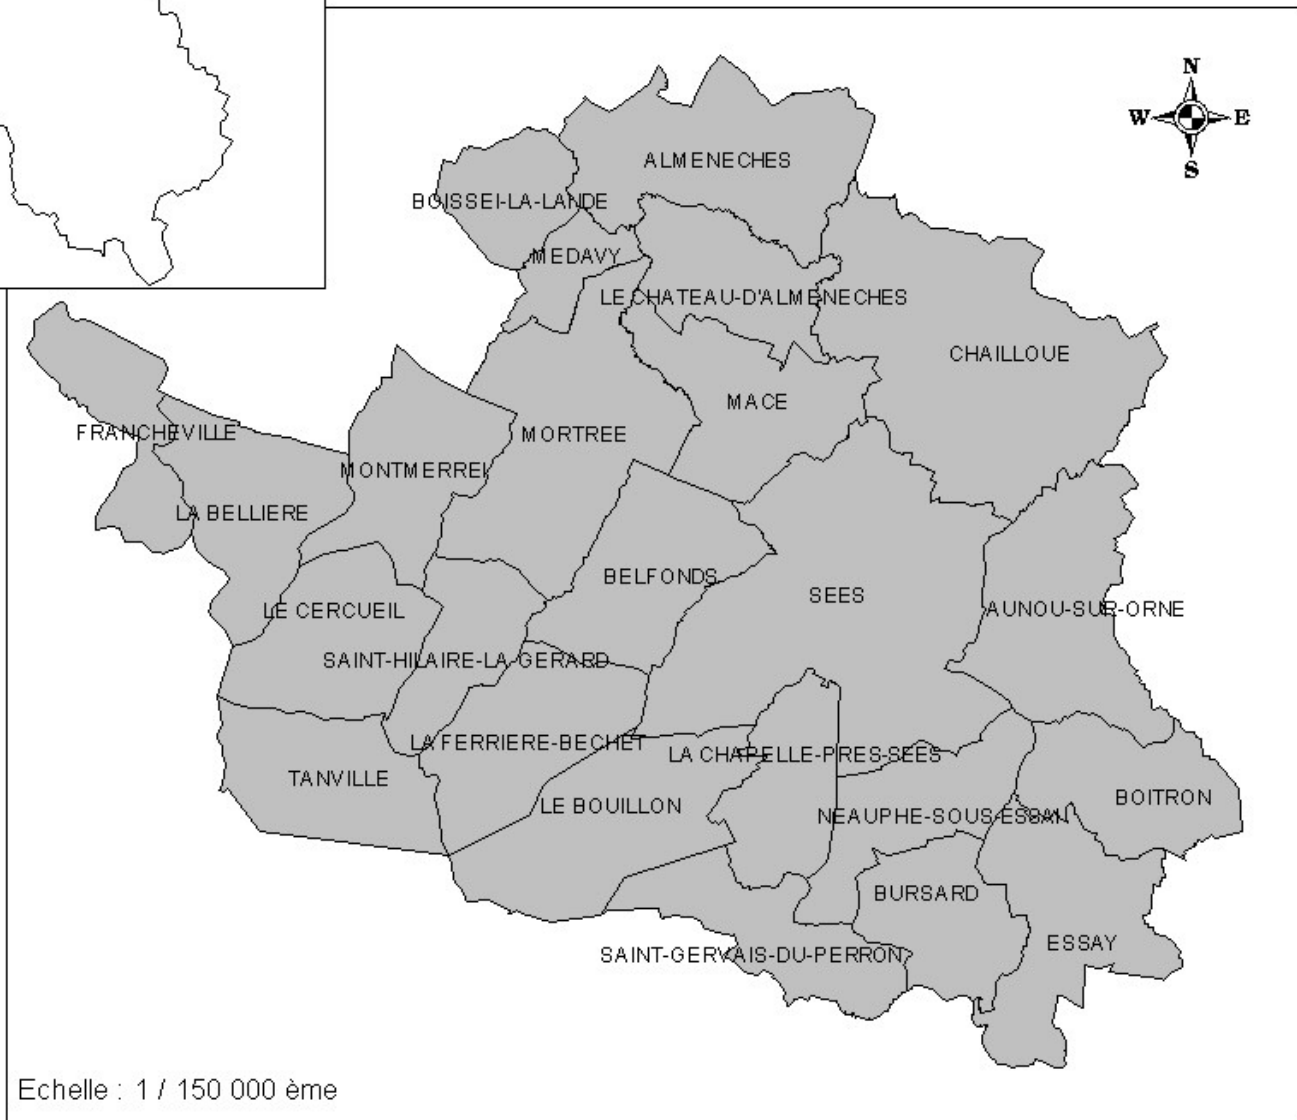 N
W E
S
ALMENECHES
BOISSEI-LA-LANDE
MEDAVY
LE CHATEAU-D'ALMENECHES
CHAILLOUE
MACE
FRANCHEVILLE
MORTREE
MONTMERREI
LA BELLIERE
BELFONDS
SEES
LE CERCUEIL
AUNOU-SUR-ORNE
SAINT-HILAIRE-LA-GERARD
LA FERRIERE-BECHET
LA CHAPELLE-PRES-SEES
TANVILLE
BOITRON
LE BOUILLON
NEAUPHE-SOUS-ESSAI
BURSARD
ESSAY
SAINT-GERVAIS-DU-PERRON
Echelle : 1 / 150 000 ème